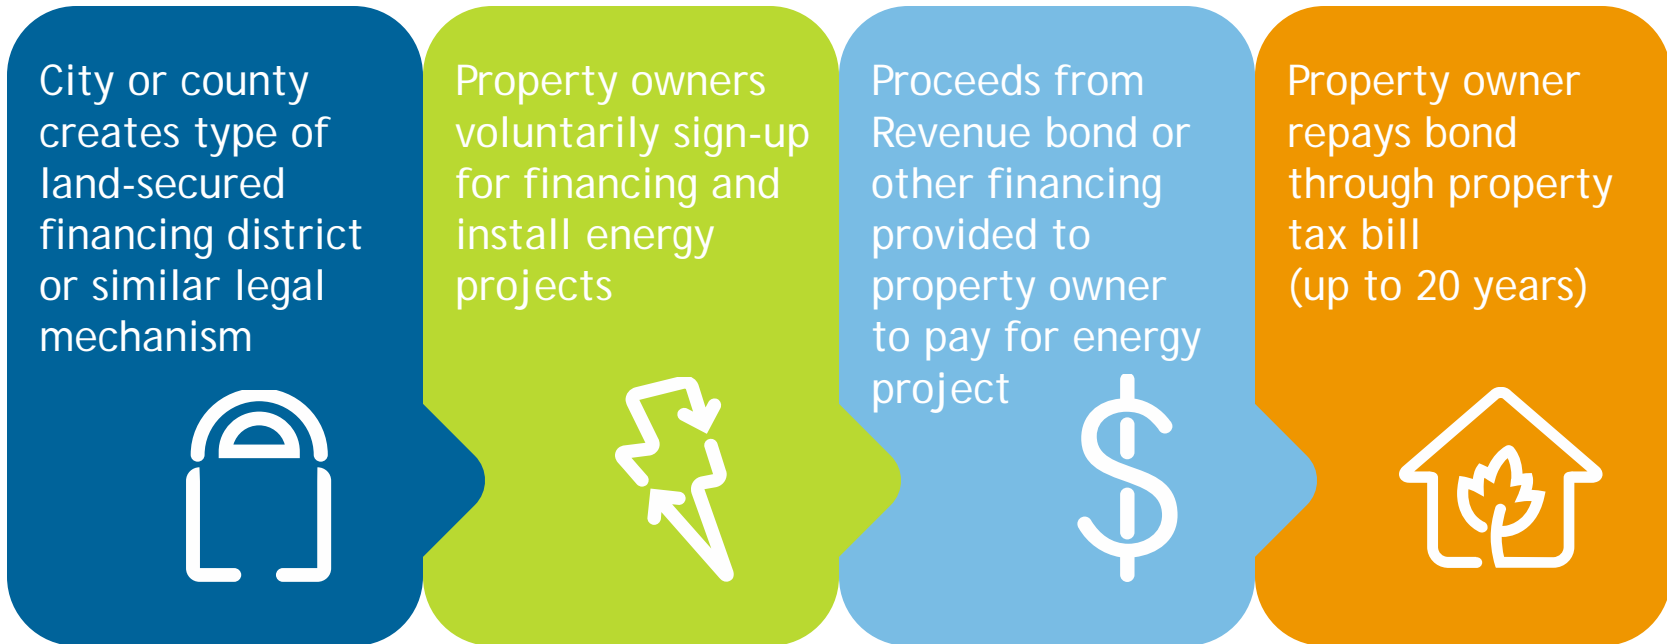 City or county
creates type of
land-secured
financing district
or similar legal
mechanism
Property owners
voluntarily sign-up
for financing and
install energy
projects
Proceeds from
Revenue bond or
other financing
provided to
property owner
to pay for energy
project
Property owner
repays bond
through property
tax bill
(up to 20 years)